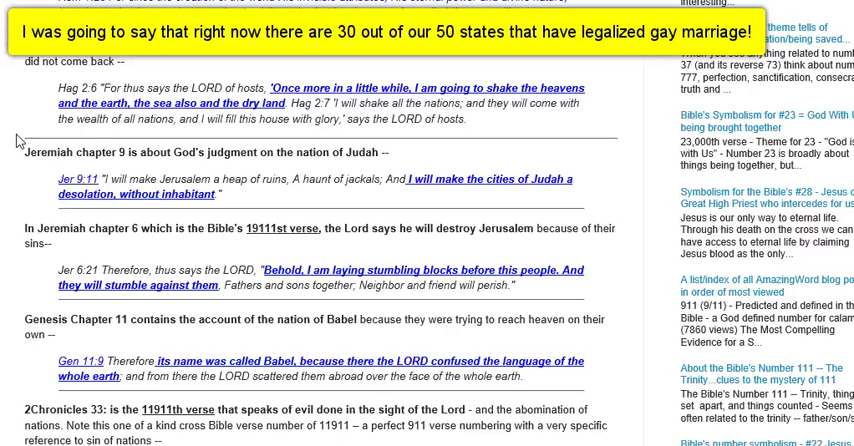 I was going to say that right now there are 30 out of our 50 states that have legalized gay marriage!
did not come back --
Hag 2:6 "For thus says the LORD of hosts, 'Once more in a little while, I am going to shake the heavens
and the earth, the sea also and the dry land. Hag 2:7 'I will shake all the nations; and they will come with
the wealth of all nations, and I will fill this house with glory,' says the LORD of hosts.
Jeremiah chapter 9 is about God's judgment on the nation of Judah --
Jer 9:11 "I will make Jerusalem a heap of ruins, A haunt of jackals; And I will make the cities of Judah a
desolation, without inhabitant."
In Jeremiah chapter 6 which is the Bible's 19111st verse, the Lord says he will destroy Jerusalem because of their
sins--
Jer 6:21 Therefore, thus says the LORD, "Behold, I am laying stumbling blocks before this people. And
they will stumble against them, Fathers and sons together; Neighbor and friend will perish."
Genesis Chapter 11 contains the account of the nation of Babel because they were trying to reach heaven on their
own --
Gen 11:9 Therefore its name was called Babel, because there the LORD confused the language of the
whole earth; and from there the LORD scattered them abroad over the face of the whole earth.
2Chronicles 33: is the 11911th verse that speaks of evil done in the sight of the Lord - and the abomination of
nations. Note this one of a kind cross Bible verse number of 11911 – a perfect 911 verse numbering with a very specific
reference to sin of nations --
interesting...
theme tells of
being saved...
related to
37 (and its reverse 73) think about
777, perfection, sanctification,
truth and ...
Bible's Symbolism for #23 = God With
being brought together
23,000th verse - Theme for 23 - "God is
with Us" - Number 23 is broadly about
things being together, but...
Symbolism for the Bible's #28 - Jesus
Great High Priest who intercedes for us
Jesus is our only way to eternal life.
Through his death on the cross we can
have access to eternal life by claiming
Jesus blood as the only...
A list/index of all AmazingWord blog
in order of most viewed
911 (9/11) - Predicted and defined in the
Bible - a God defined number for
(7860 views) The Most Compelling
Evidence for a S...
About the Bible's Number 111 -- The
Trinity...clues to the mystery of 111
The Bible's Number 111 -- Trinity,
set apart, and things counted - Seems
often related to the trinity -- father/son/
Bible's number symbolism - #22 Jesus